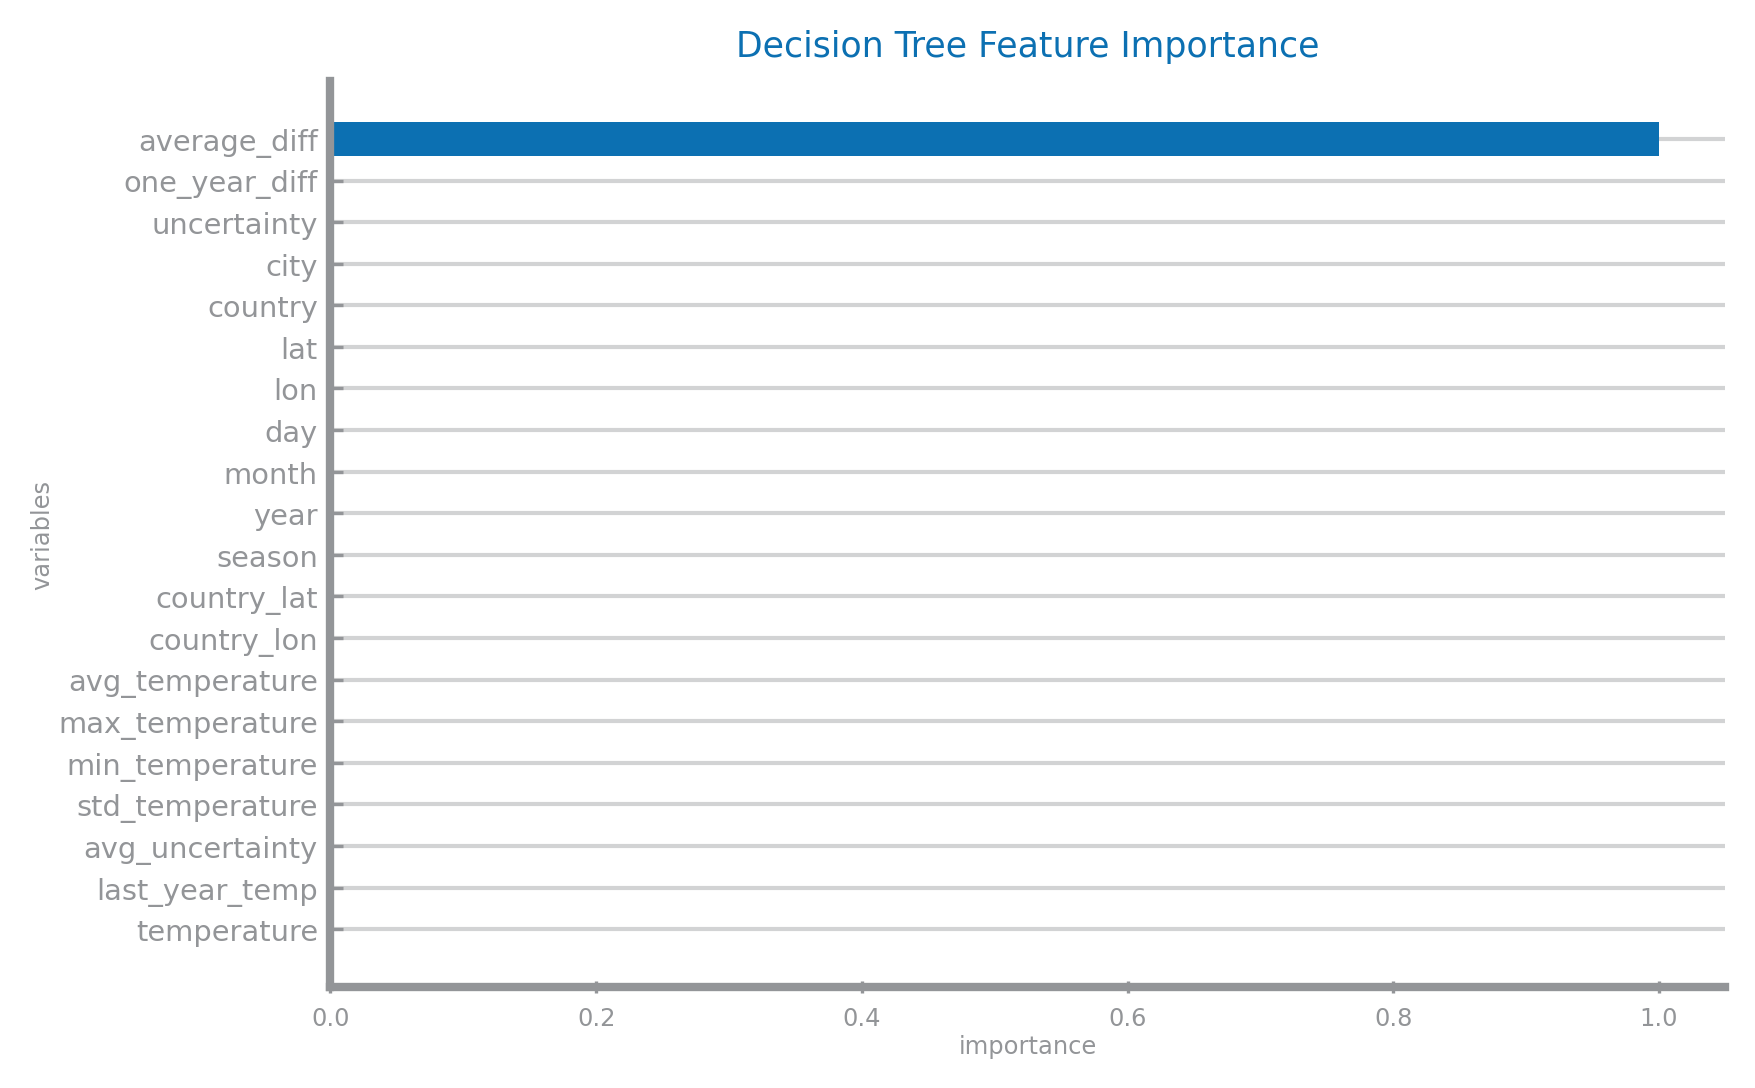 Decision Tree Feature Importance
average_diff
one_year_diff
uncertainty
city
country
lat
lon
day
month
year
season
country_lat
country_lon
avg_temperature
max_temperature
min_temperature
std_temperature
avg_uncertainty
last_year_temp
temperature
variables
0.0 0.2 0.4 0.6 0.8 1.0
importance